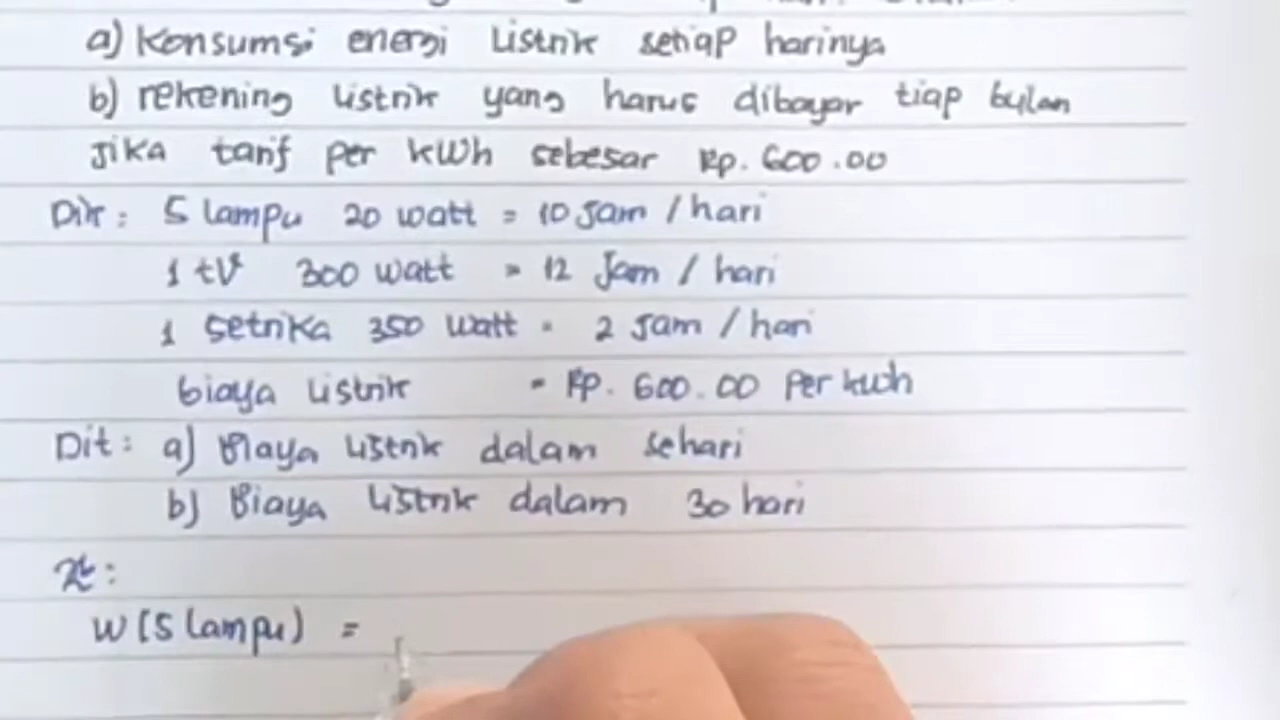 a) Konsumsi energi listrik setiap harinya
b) rekening listrik yang harus dibayar tiap bulan
jika tarif per kWh sebesar Rp. 600.00
Dik : 5 lampu 20 watt = 10 jam / hari
1 tV 300 watt = 12 Jam / hari
1 Setrika 350 watt = 2 jam / hari
biaya listrik = Rp. 600.00 Per kwh
Dit : a) Biaya listrik dalam sehari
b) Biaya listrik dalam 30 hari
W (5 lampu) =